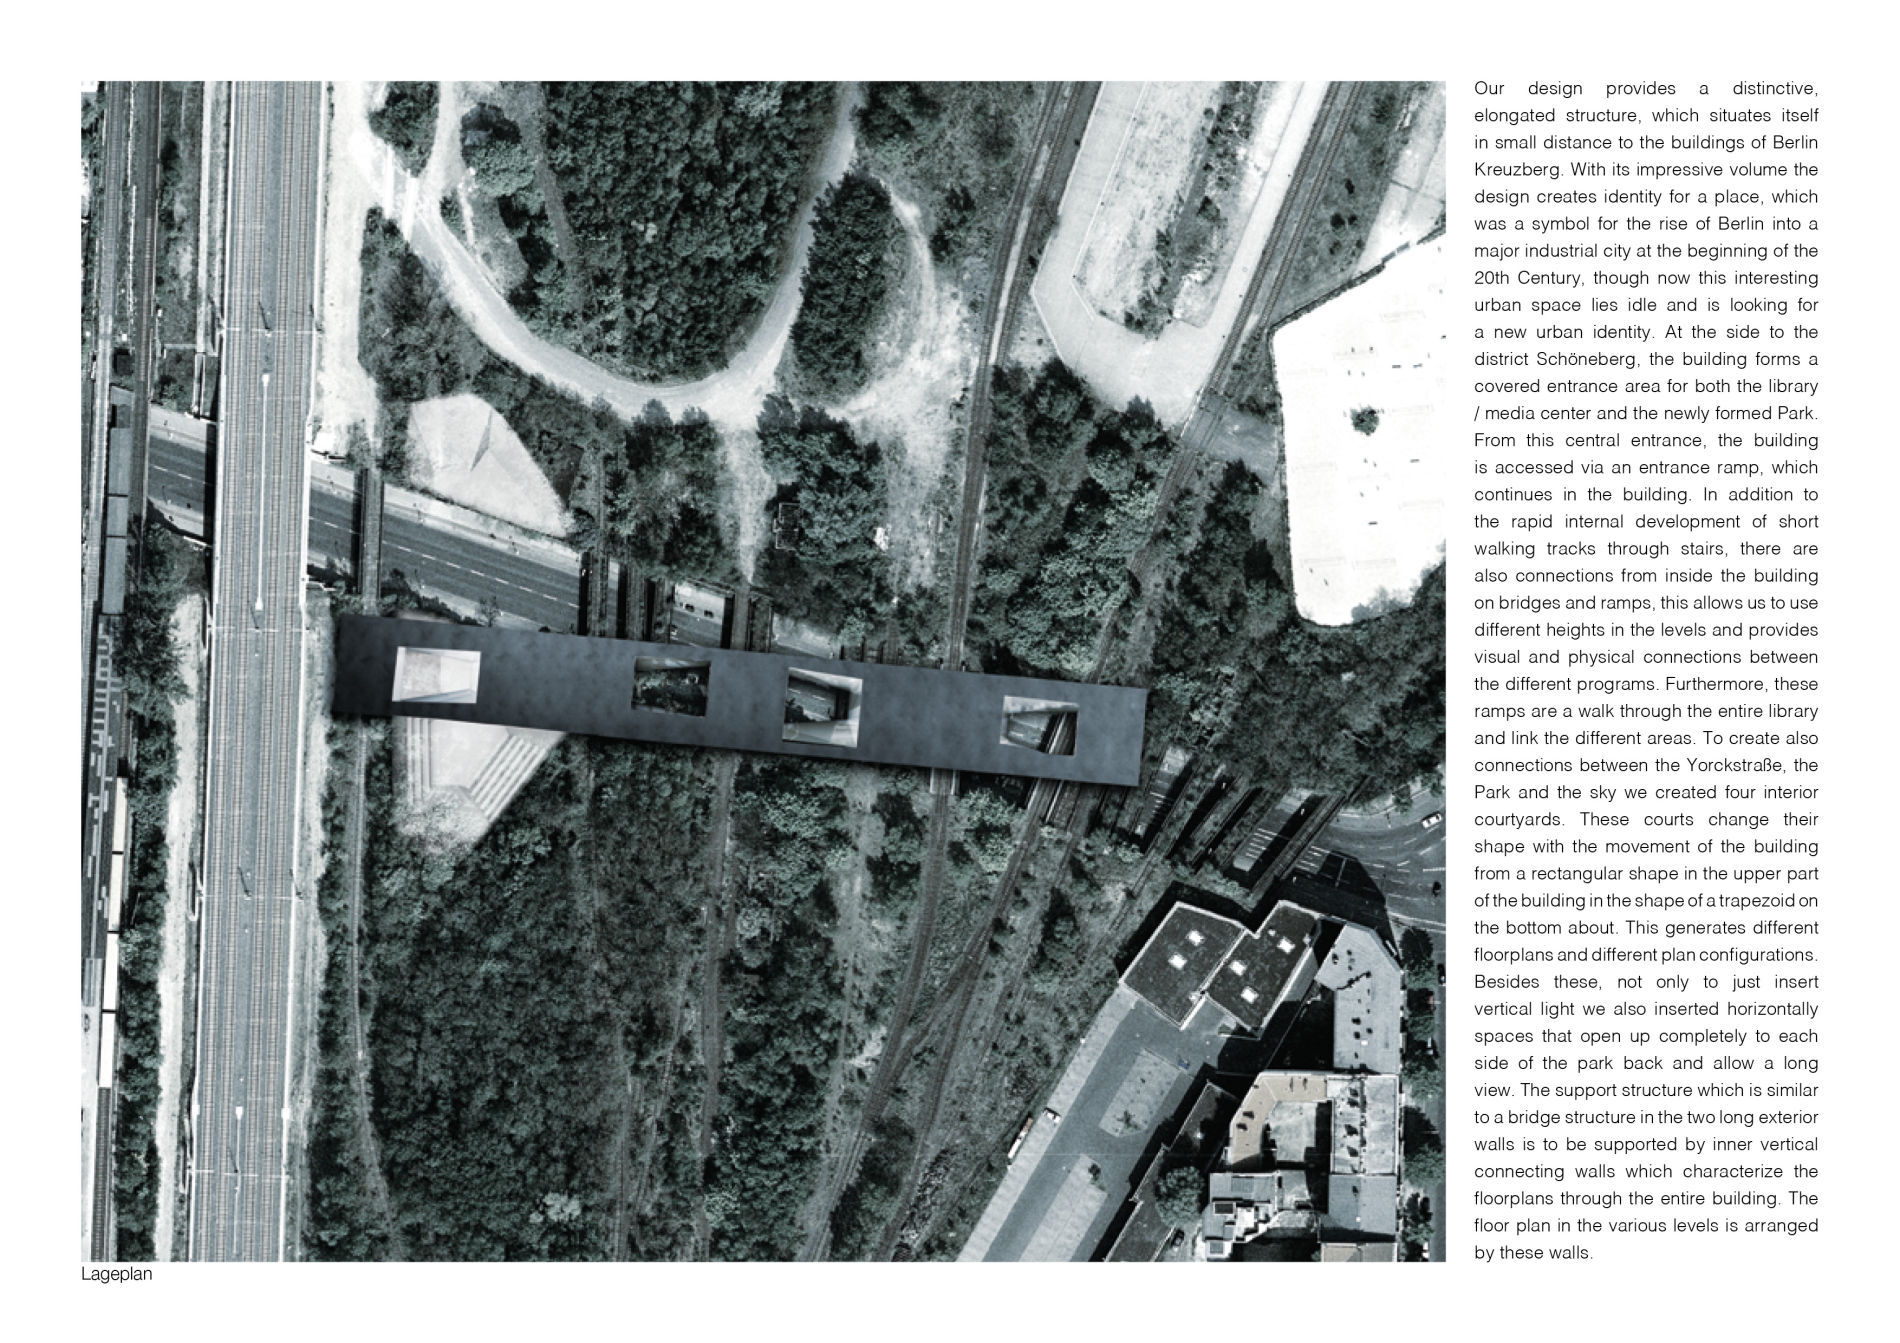 Our design provides a distinctive,
elongated structure, which situates itself
in small distance to the buildings of Berlin
Kreuzberg. With its impressive volume the
design creates identity for a place, which
was a symbol for the rise of Berlin into a
major industrial city at the beginning of the
20th Century, though now this interesting
urban space lies idle and is looking for
a new urban identity. At the side to the
district Schöneberg, the building forms a
covered entrance area for both the library
/ media center and the newly formed Park.
From this central entrance, the building
is accessed via an entrance ramp, which
continues in the building. In addition to
the rapid internal development of short
walking tracks through stairs, there are
also connections from inside the building
on bridges and ramps, this allows us to use
different heights in the levels and provides
visual and physical connections between
the different programs. Furthermore, these
ramps are a walk through the entire library
and link the different areas. To create also
connections between the Yorckstraße, the
Park and the sky we created four interior
courtyards. These courts change their
shape with the movement of the building
from a rectangular shape in the upper part
of the building in the shape of a trapezoid on
the bottom about. This generates different
floorplans and different plan configurations.
Besides these, not only to just insert
vertical light we also inserted horizontally
spaces that open up completely to each
side of the park back and allow a long
view. The support structure which is similar
to a bridge structure in the two long exterior
walls is to be supported by inner vertical
connecting walls which characterize the
floorplans through the entire building. The
floor plan in the various levels is arranged
by these walls.
Lageplan